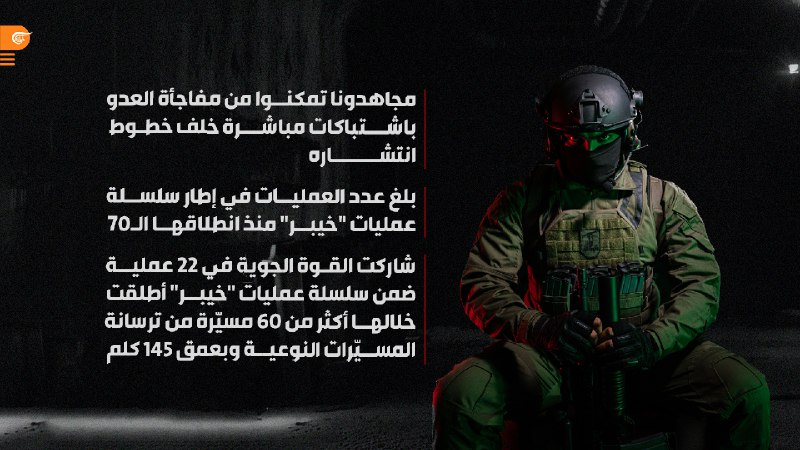 مجاهدونا تمكنوا من مفاجأة العدو
باشتباكات مباشرة خلف خطوط
انتشاره
بلغ عدد العمليات في إطار سلسلة
عمليات "خيبر" منذ انطلاقها الـ70
شاركت القوة الجوية في 22 عملية
ضمن سلسلة عمليات "خيبر" أطلقت
خلالها أكثر من 60 مسيّرة من ترسانة
المسيّرات النوعية وبعمق 145 كلم